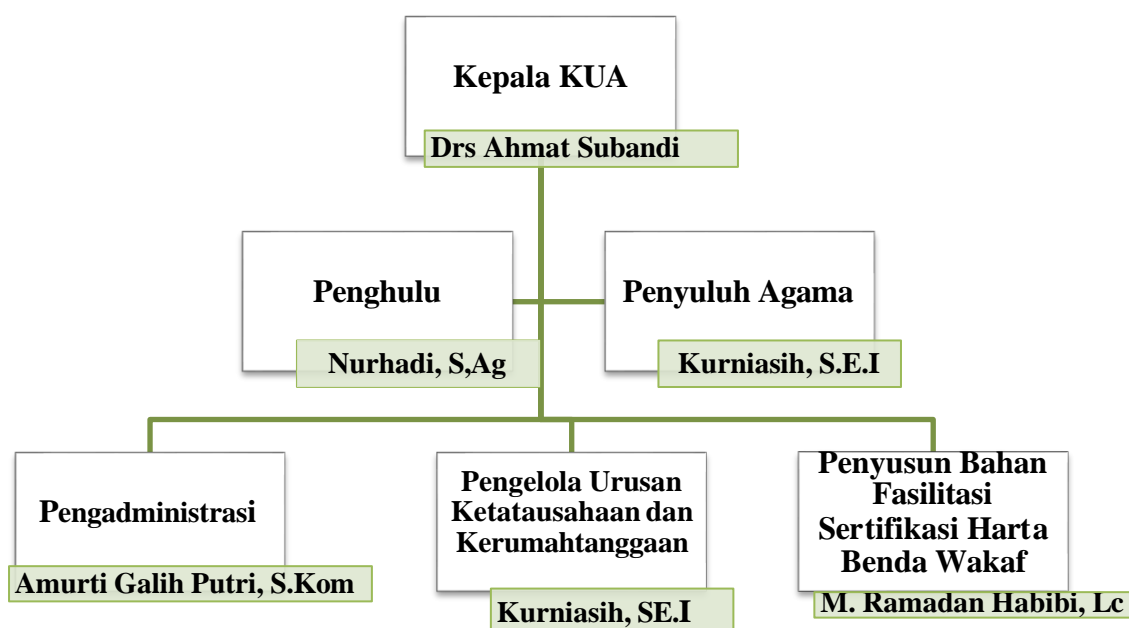 Kepala KUA
Drs Ahmat Subandi
Penghulu
Nurhadi, S,Ag
Penyuluh Agama
Kurniasih, S.E.I
Pengadministrasi
Amurti Galih Putri, S.Kom
Pengelola Urusan
Ketatausahaan dan
Kerumahtanggaan
Kurniasih, SE.I
Penyusun Bahan
Fasilitasi
Sertifikasi Harta
Benda Wakaf
M. Ramadan Habibi, Lc